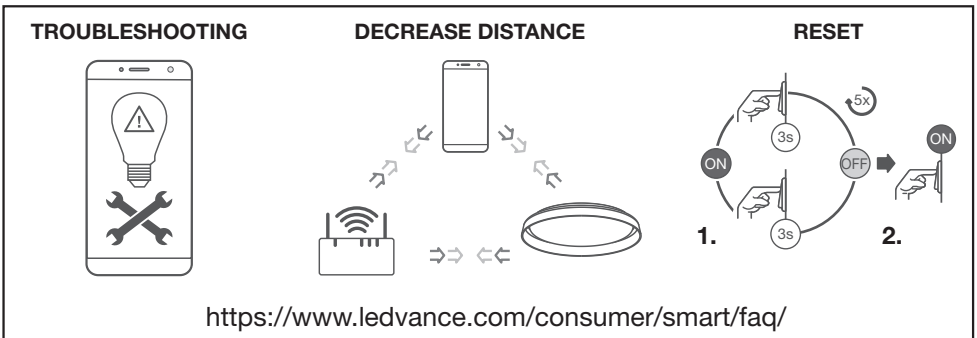 TROUBLESHOOTING
DECREASE DISTANCE
RESET
5x
3s
ON
ON
OFF
3s
1.
2.
https://www.ledvance.com/consumer/smart/faq/